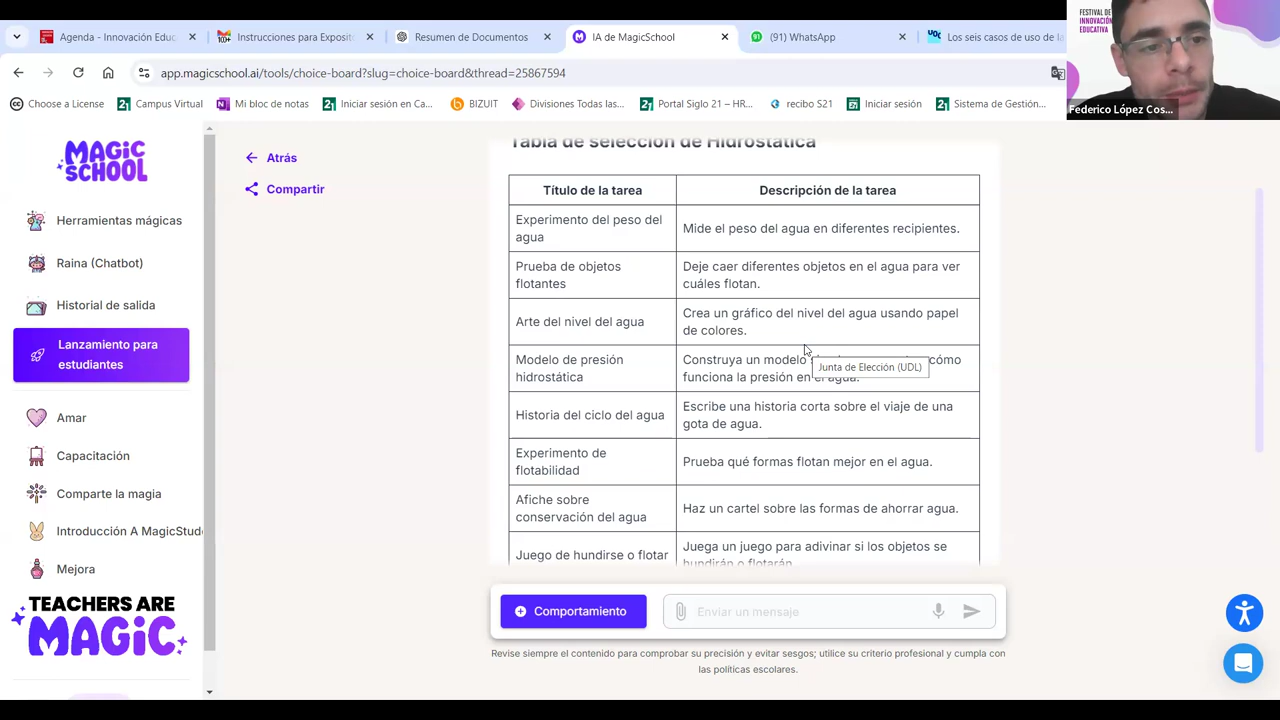 Agenda - Innovación Educ
Instrucciones para Exposit
Resumen de Documentos
IA de MagicSchool
(91) WhatsApp
Los seis casos de uso de la
app.magicschool.ai/tools/choice-board?slug=choice-board&thread=25867594
Choose a License
Campus Virtual
Mi bloc de notas
Iniciar sesión en Ca...
BIZUIT
Divisiones Todas las...
Portal Siglo 21 – HR...
recibo S21
Iniciar sesión
Sistema de Gestión...
FESTIVAL DE
INNOVACIÓN
EDUCATIVA
Federico López Cos...
MAGIC
SCHOOL
Herramientas mágicas
Raina (Chatbot)
Historial de salida
Lanzamiento para
estudiantes
Amar
Capacitación
Comparte la magia
Introducción A MagicStud
Mejora
TEACHERS ARE
MAGIC
Atrás
Compartir
Tabla de selección de Hidrostática
Título de la tarea
Descripción de la tarea
Experimento del peso del
agua
Mide el peso del agua en diferentes recipientes.
Prueba de objetos
flotantes
Deje caer diferentes objetos en el agua para ver
cuáles flotan.
Arte del nivel del agua
Crea un gráfico del nivel del agua usando papel
de colores.
Modelo de presión
hidrostática
Construya un modelo cómo
funciona la presión en el agua.
Junta de Elección (UDL)
Historia del ciclo del agua
Escribe una historia corta sobre el viaje de una
gota de agua.
Experimento de
flotabilidad
Prueba qué formas flotan mejor en el agua.
Afiche sobre
conservación del agua
Haz un cartel sobre las formas de ahorrar agua.
Juego de hundirse o flotar
Juega un juego para adivinar si los objetos se
hundirán o flotarán.
Comportamiento
Enviar un mensaje
Revise siempre el contenido para comprobar su precisión y evitar sesgos; utilice su criterio profesional y cumpla con
las políticas escolares.